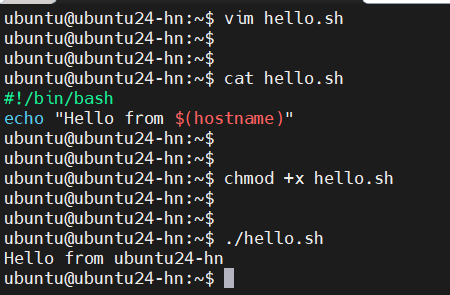 ubuntu@ubuntu24-hn:~$ vim hello.sh
ubuntu@ubuntu24-hn:~$
ubuntu@ubuntu24-hn:~$
ubuntu@ubuntu24-hn:~$ cat hello.sh
#!/bin/bash
echo "Hello from $(hostname)"
ubuntu@ubuntu24-hn:~$
ubuntu@ubuntu24-hn:~$
ubuntu@ubuntu24-hn:~$ chmod +x hello.sh
ubuntu@ubuntu24-hn:~$
ubuntu@ubuntu24-hn:~$
ubuntu@ubuntu24-hn:~$ ./hello.sh
Hello from ubuntu24-hn
ubuntu@ubuntu24-hn:~$